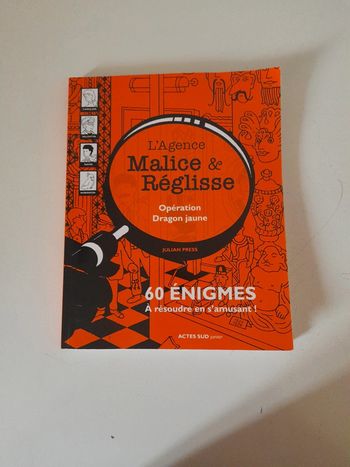 L'Agence
Malice &
Réglisse
Opération
Dragon jaune
JULIAN PRESS
60 ÉNIGMES
À résoudre en s'amusant !
ACTES SUD junior